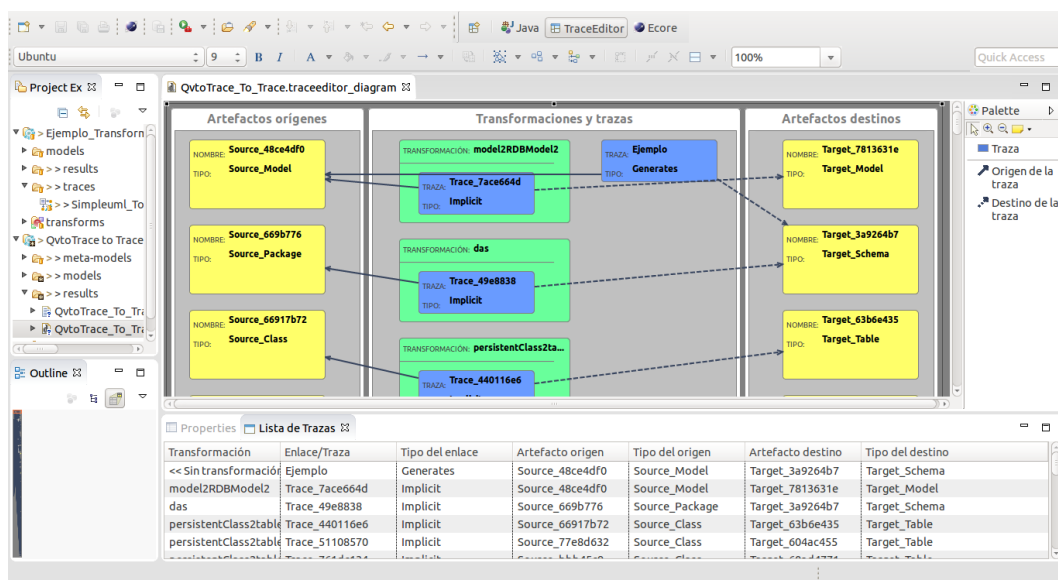 Java TraceEditor Ecore
Ubuntu 9 B I A 100% Quick Access
Project Ex
> Ejemplo_Transforn
models
> > results
> > traces
> > Simpleuml_To
transforms
> QvtoTrace to Trace
> > meta-models
> > models
> > results
QvtoTrace_To_Tra
QvtoTrace_To_Tra
Outline
QvtoTrace_To_Trace.traceeditor_diagram
Artefactos orígenes
NOMBRE: Source_48ce4df0
TIPO: Source_Model
NOMBRE: Source_669b776
TIPO: Source_Package
NOMBRE: Source_66917b72
TIPO: Source_Class
Transformaciones y trazas
TRANSFORMACIÓN: model2RDBModel2
TRAZA: Trace_7ace664d
TIPO: Implicit
TRAZA: Ejemplo
TIPO: Generates
TRANSFORMACIÓN: das
TRAZA: Trace_49e8838
TIPO: Implicit
TRANSFORMACIÓN: persistentClass2ta...
TRAZA: Trace_440116e6
Artefactos destinos
NOMBRE: Target_7813631e
TIPO: Target_Model
NOMBRE: Target_3a9264b7
TIPO: Target_Schema
NOMBRE: Target_63b6e435
TIPO: Target_Table
Palette
Traza
Origen de la
traza
Destino de la
traza
Properties Lista de Trazas
Transformación Enlace/Traza Tipo del enlace Artefacto origen Tipo del origen Artefacto destino Tipo del destino
<< Sin transformación Ejemplo Generates Source_48ce4df0 Source_Model Target_3a9264b7 Target_Schema
model2RDBModel2 Trace_7ace664d Implicit Source_48ce4df0 Source_Model Target_7813631e Target_Model
das Trace_49e8838 Implicit Source_669b776 Source_Package Target_3a9264b7 Target_Schema
persistentClass2table Trace_440116e6 Implicit Source_66917b72 Source_Class Target_63b6e435 Target_Table
persistentClass2table Trace_51108570 Implicit Source_77e8d632 Source_Class Target_604ac455 Target_Table